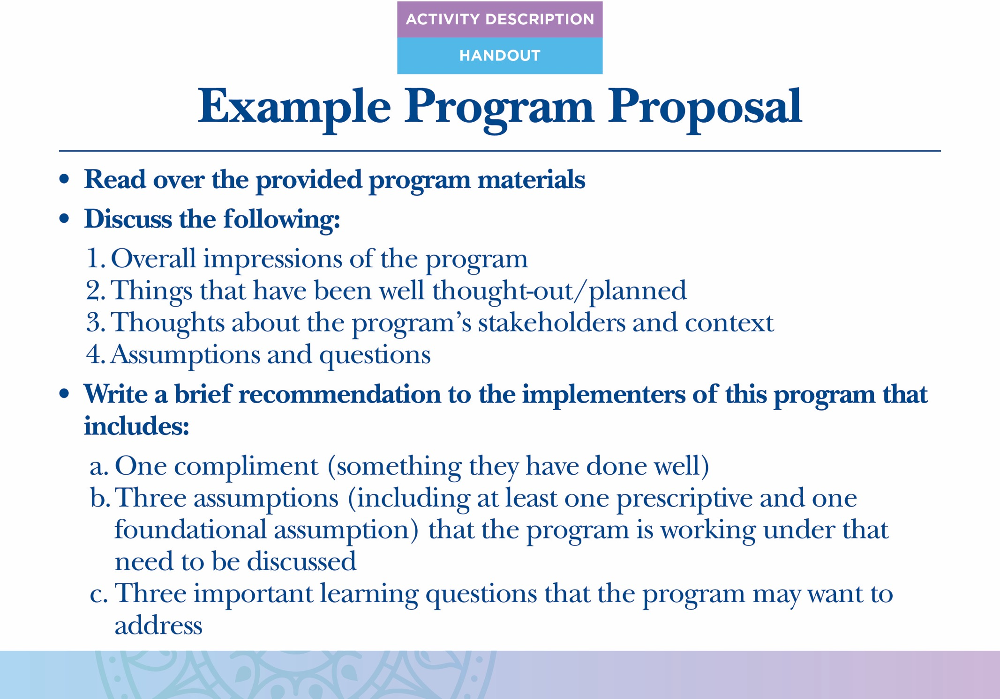 ACTIVITY DESCRIPTION
HANDOUT
Example Program Proposal
• Read over the provided program materials
• Discuss the following:
1. Overall impressions of the program
2. Things that have been well thought-out/planned
3. Thoughts about the program’s stakeholders and context
4. Assumptions and questions
• Write a brief recommendation to the implementers of this program that
includes:
a. One compliment (something they have done well)
b. Three assumptions (including at least one prescriptive and one
foundational assumption) that the program is working under that
need to be discussed
c. Three important learning questions that the program may want to
address